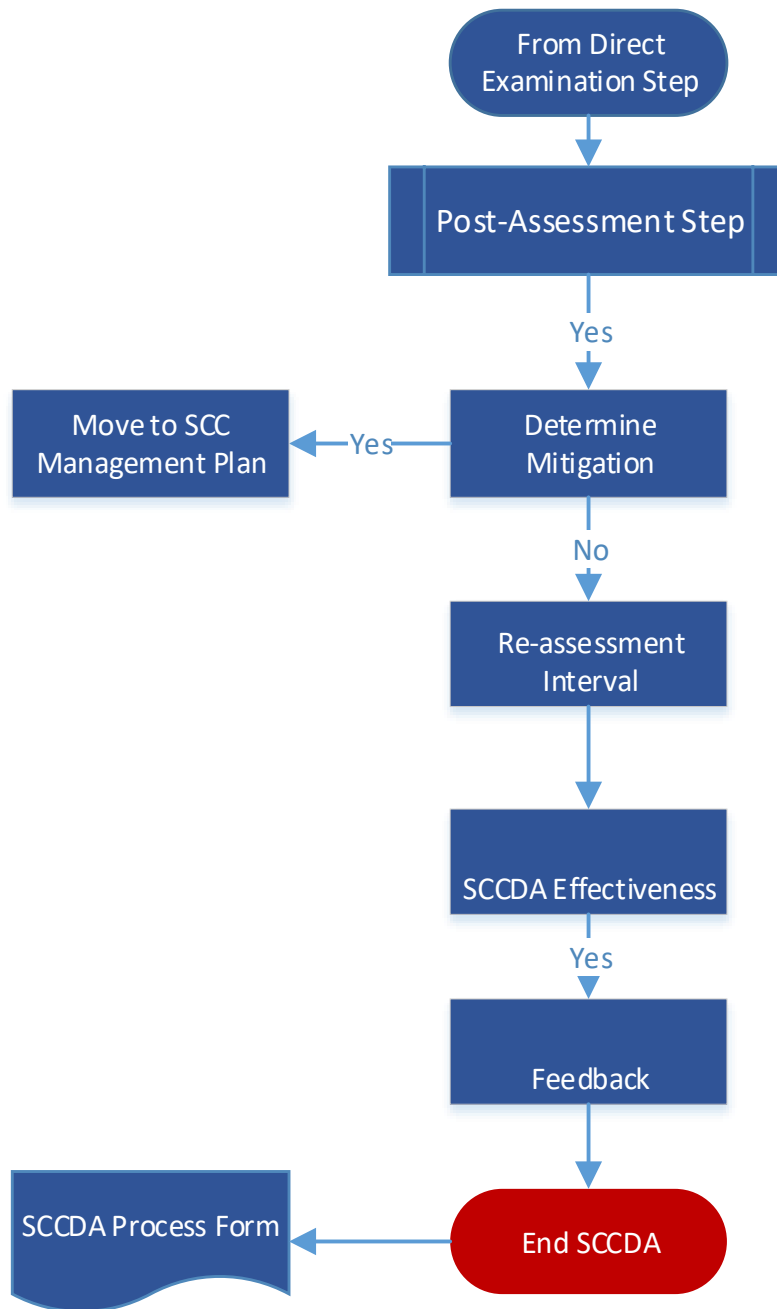 From Direct
Examination Step
Post-Assessment Step
Yes
Move to SCC
Management Plan
Yes
Determine
Mitigation
No
Re-assessment
Interval
SCCDA Effectiveness
Yes
Feedback
SCCDA Process Form
End SCCDA